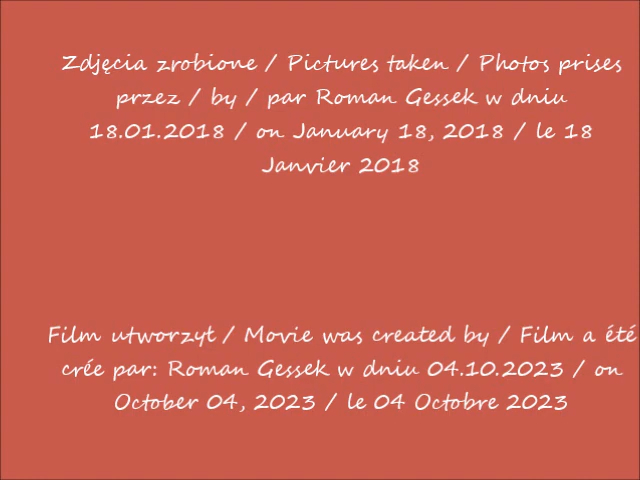 Zdjęcia zrobione / Pictures taken / Photos prises
przez / by / par Roman Gessek w dniu
18.01.2018 / on January 18, 2018 / le 18
Janvier 2018
Film utworzył / Movie was created by / Film a été
crée par: Roman Gessek w dniu 04.10.2023 / on
October 04, 2023 / le 04 Octobre 2023